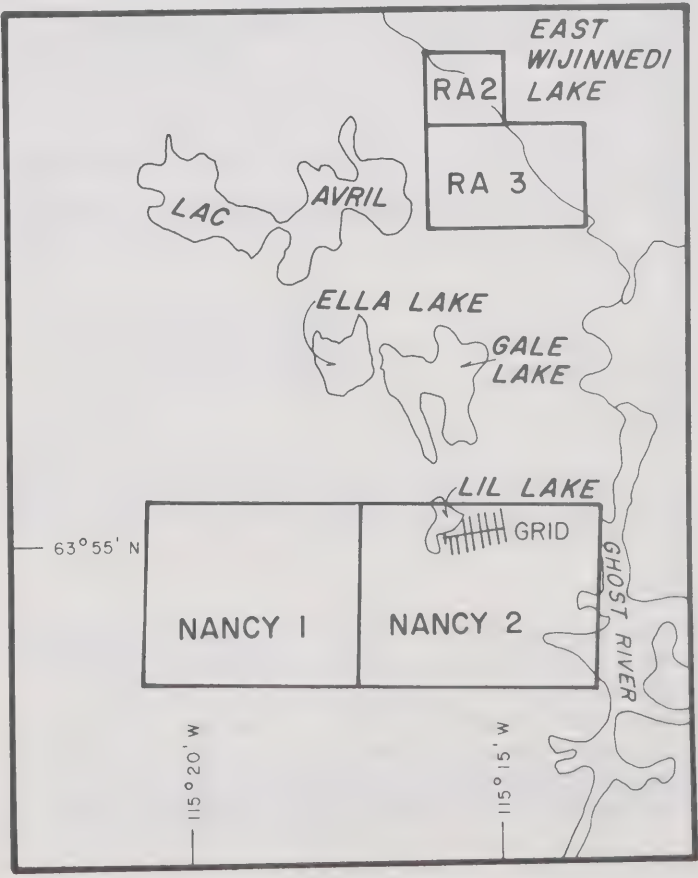 EAST
WIJINNEDI
LAKE
RA2
RA 3
LAC
AVRIL
ELLA LAKE
GALE
LAKE
LIL LAKE
GRID
63°55' N
NANCY 1
NANCY 2
GHOST RIVER
115°20' W
115°15' W